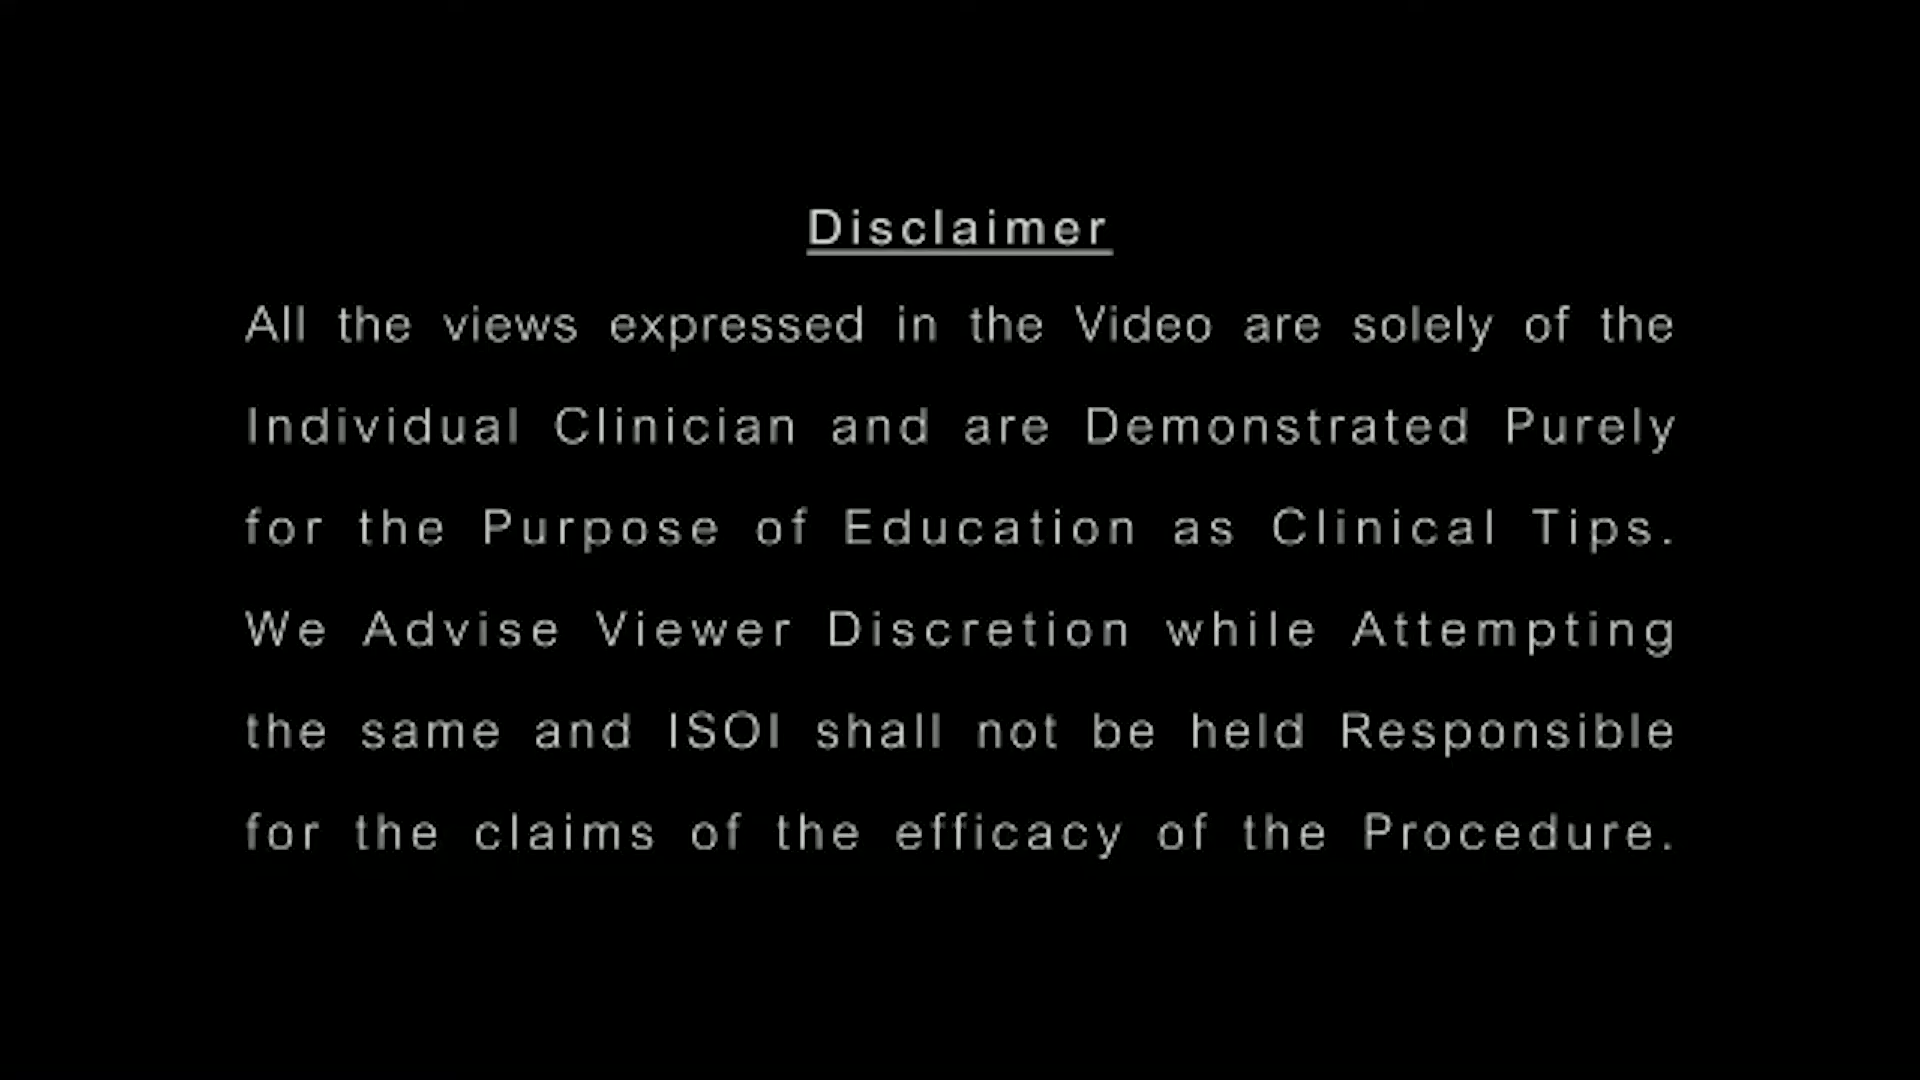 Disclaimer
All the views expressed in the Video are solely of the
Individual Clinician and are Demonstrated Purely
for the Purpose of Education as Clinical Tips.
We Advise Viewer Discretion while Attempting
the same and ISOI shall not be held Responsible
for the claims of the efficacy of the Procedure.